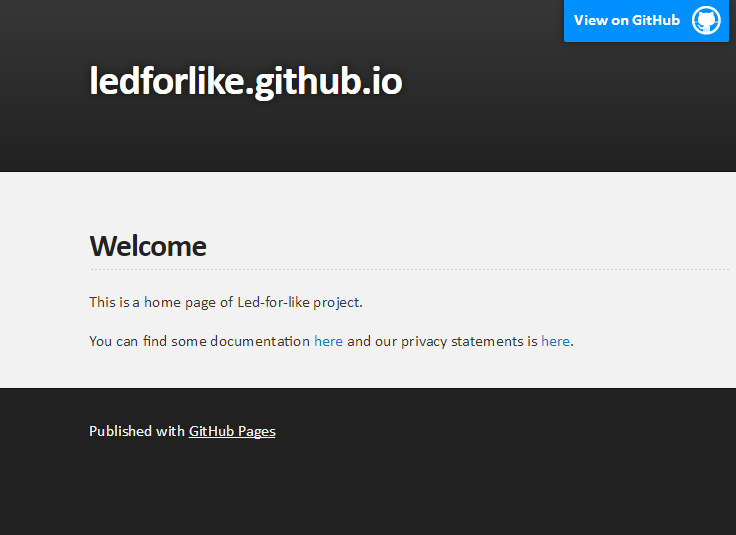 View on GitHub
ledforlike.github.io
Welcome
This is a home page of Led-for-like project.
You can find some documentation here and our privacy statements is here.
Published with GitHub Pages